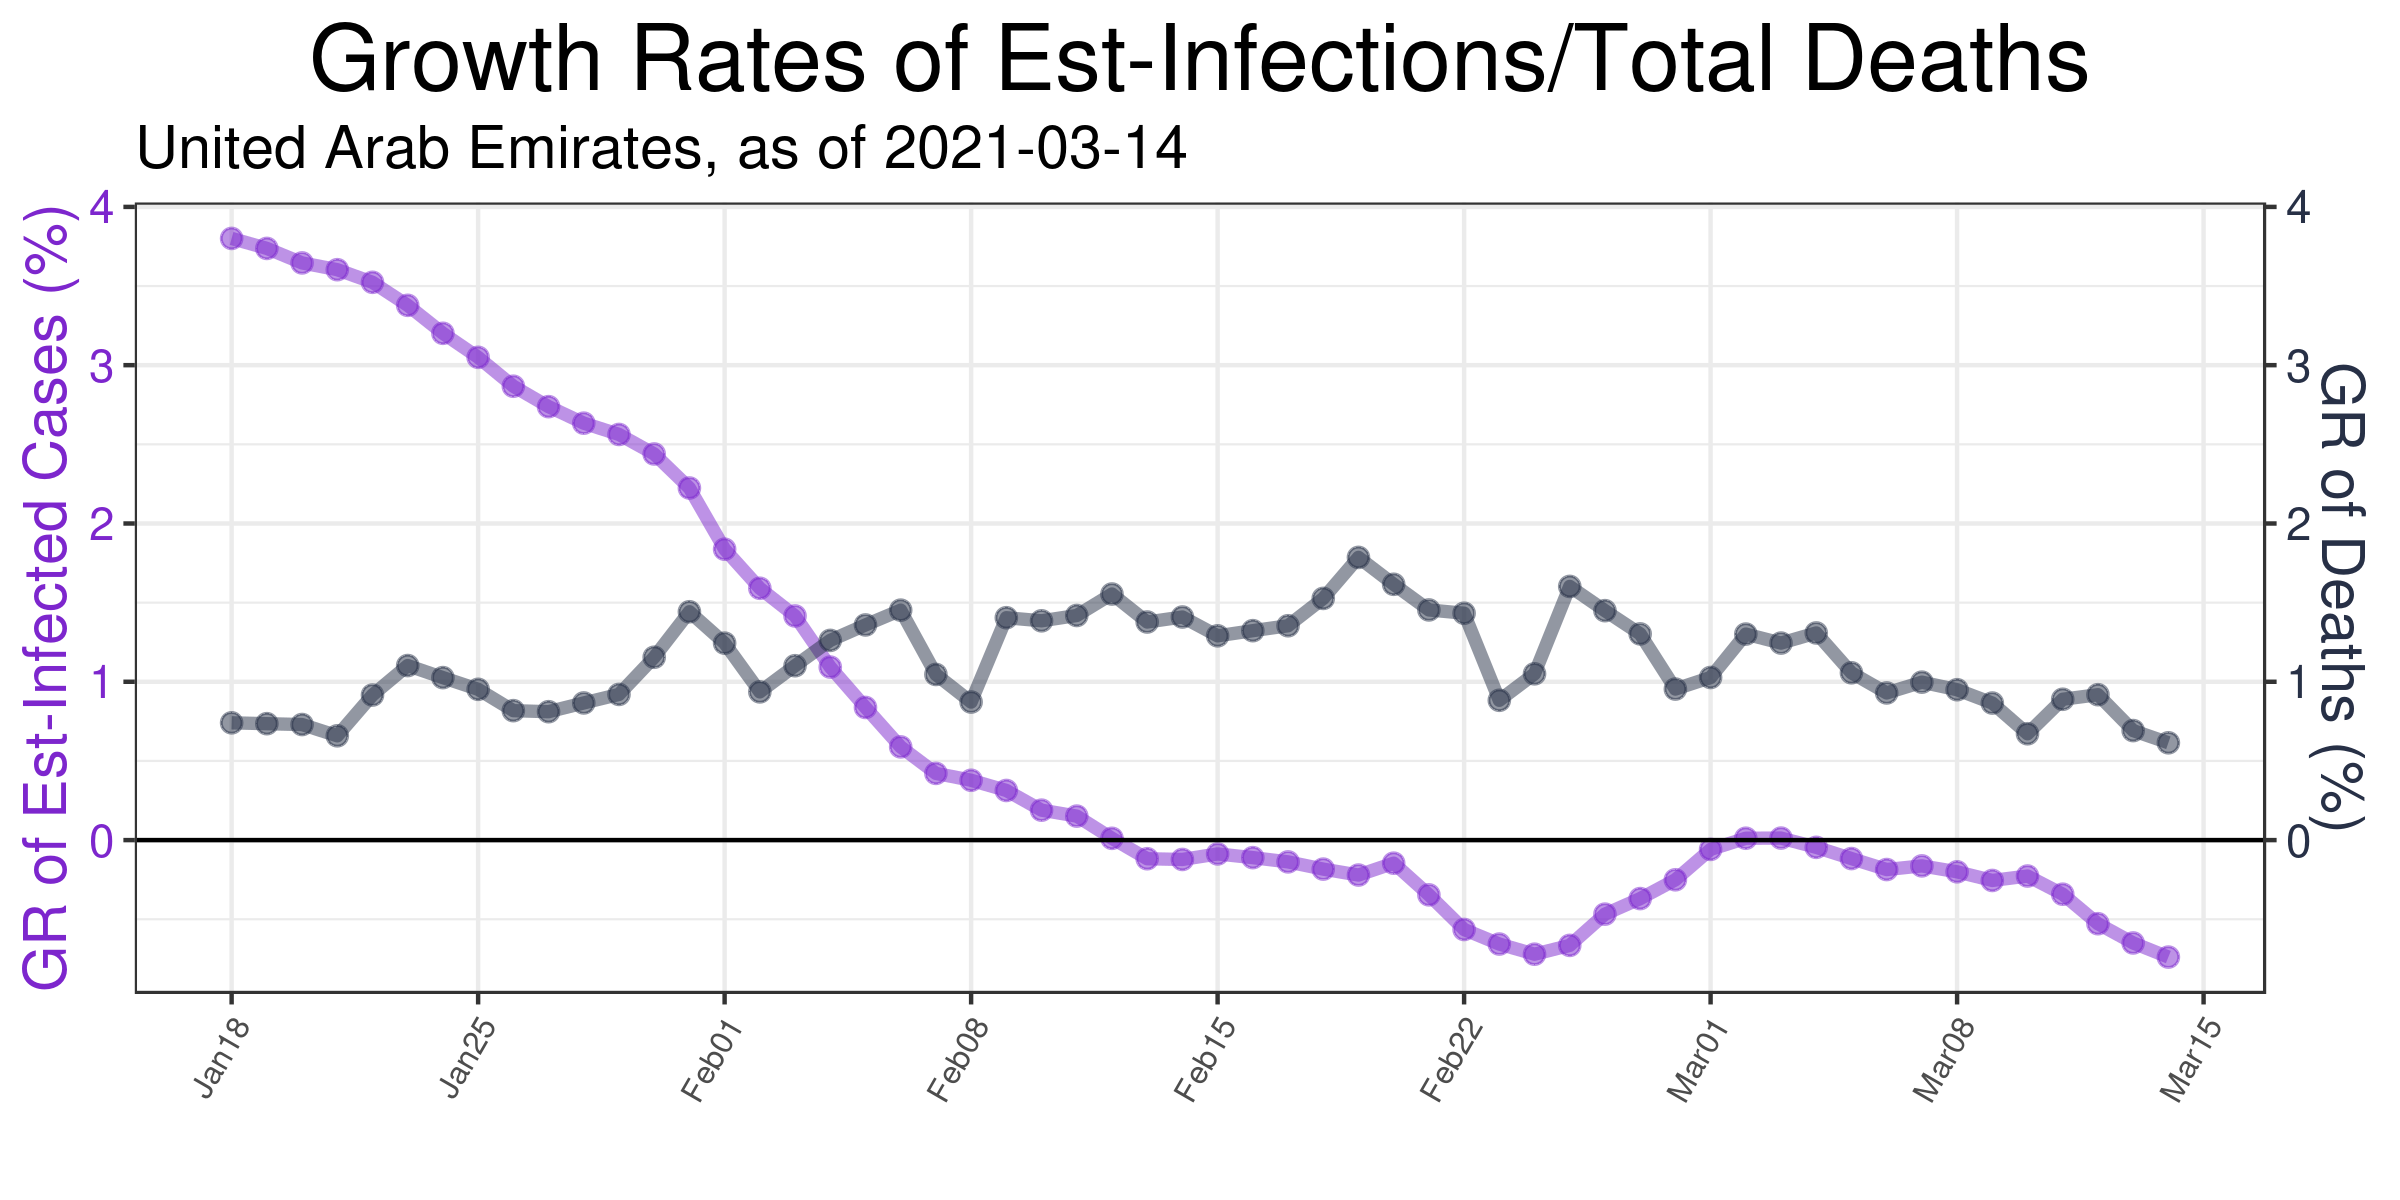 Growth Rates of Est-Infections/Total Deaths
United Arab Emirates, as of 2021-03-14
GR of Est-Infected Cases (%)
4
3
2
1
0
4
3
2
1
0
GR of Deaths (%)
Jan18
Jan25
Feb01
Feb08
Feb15
Feb22
Mar01
Mar08
Mar15